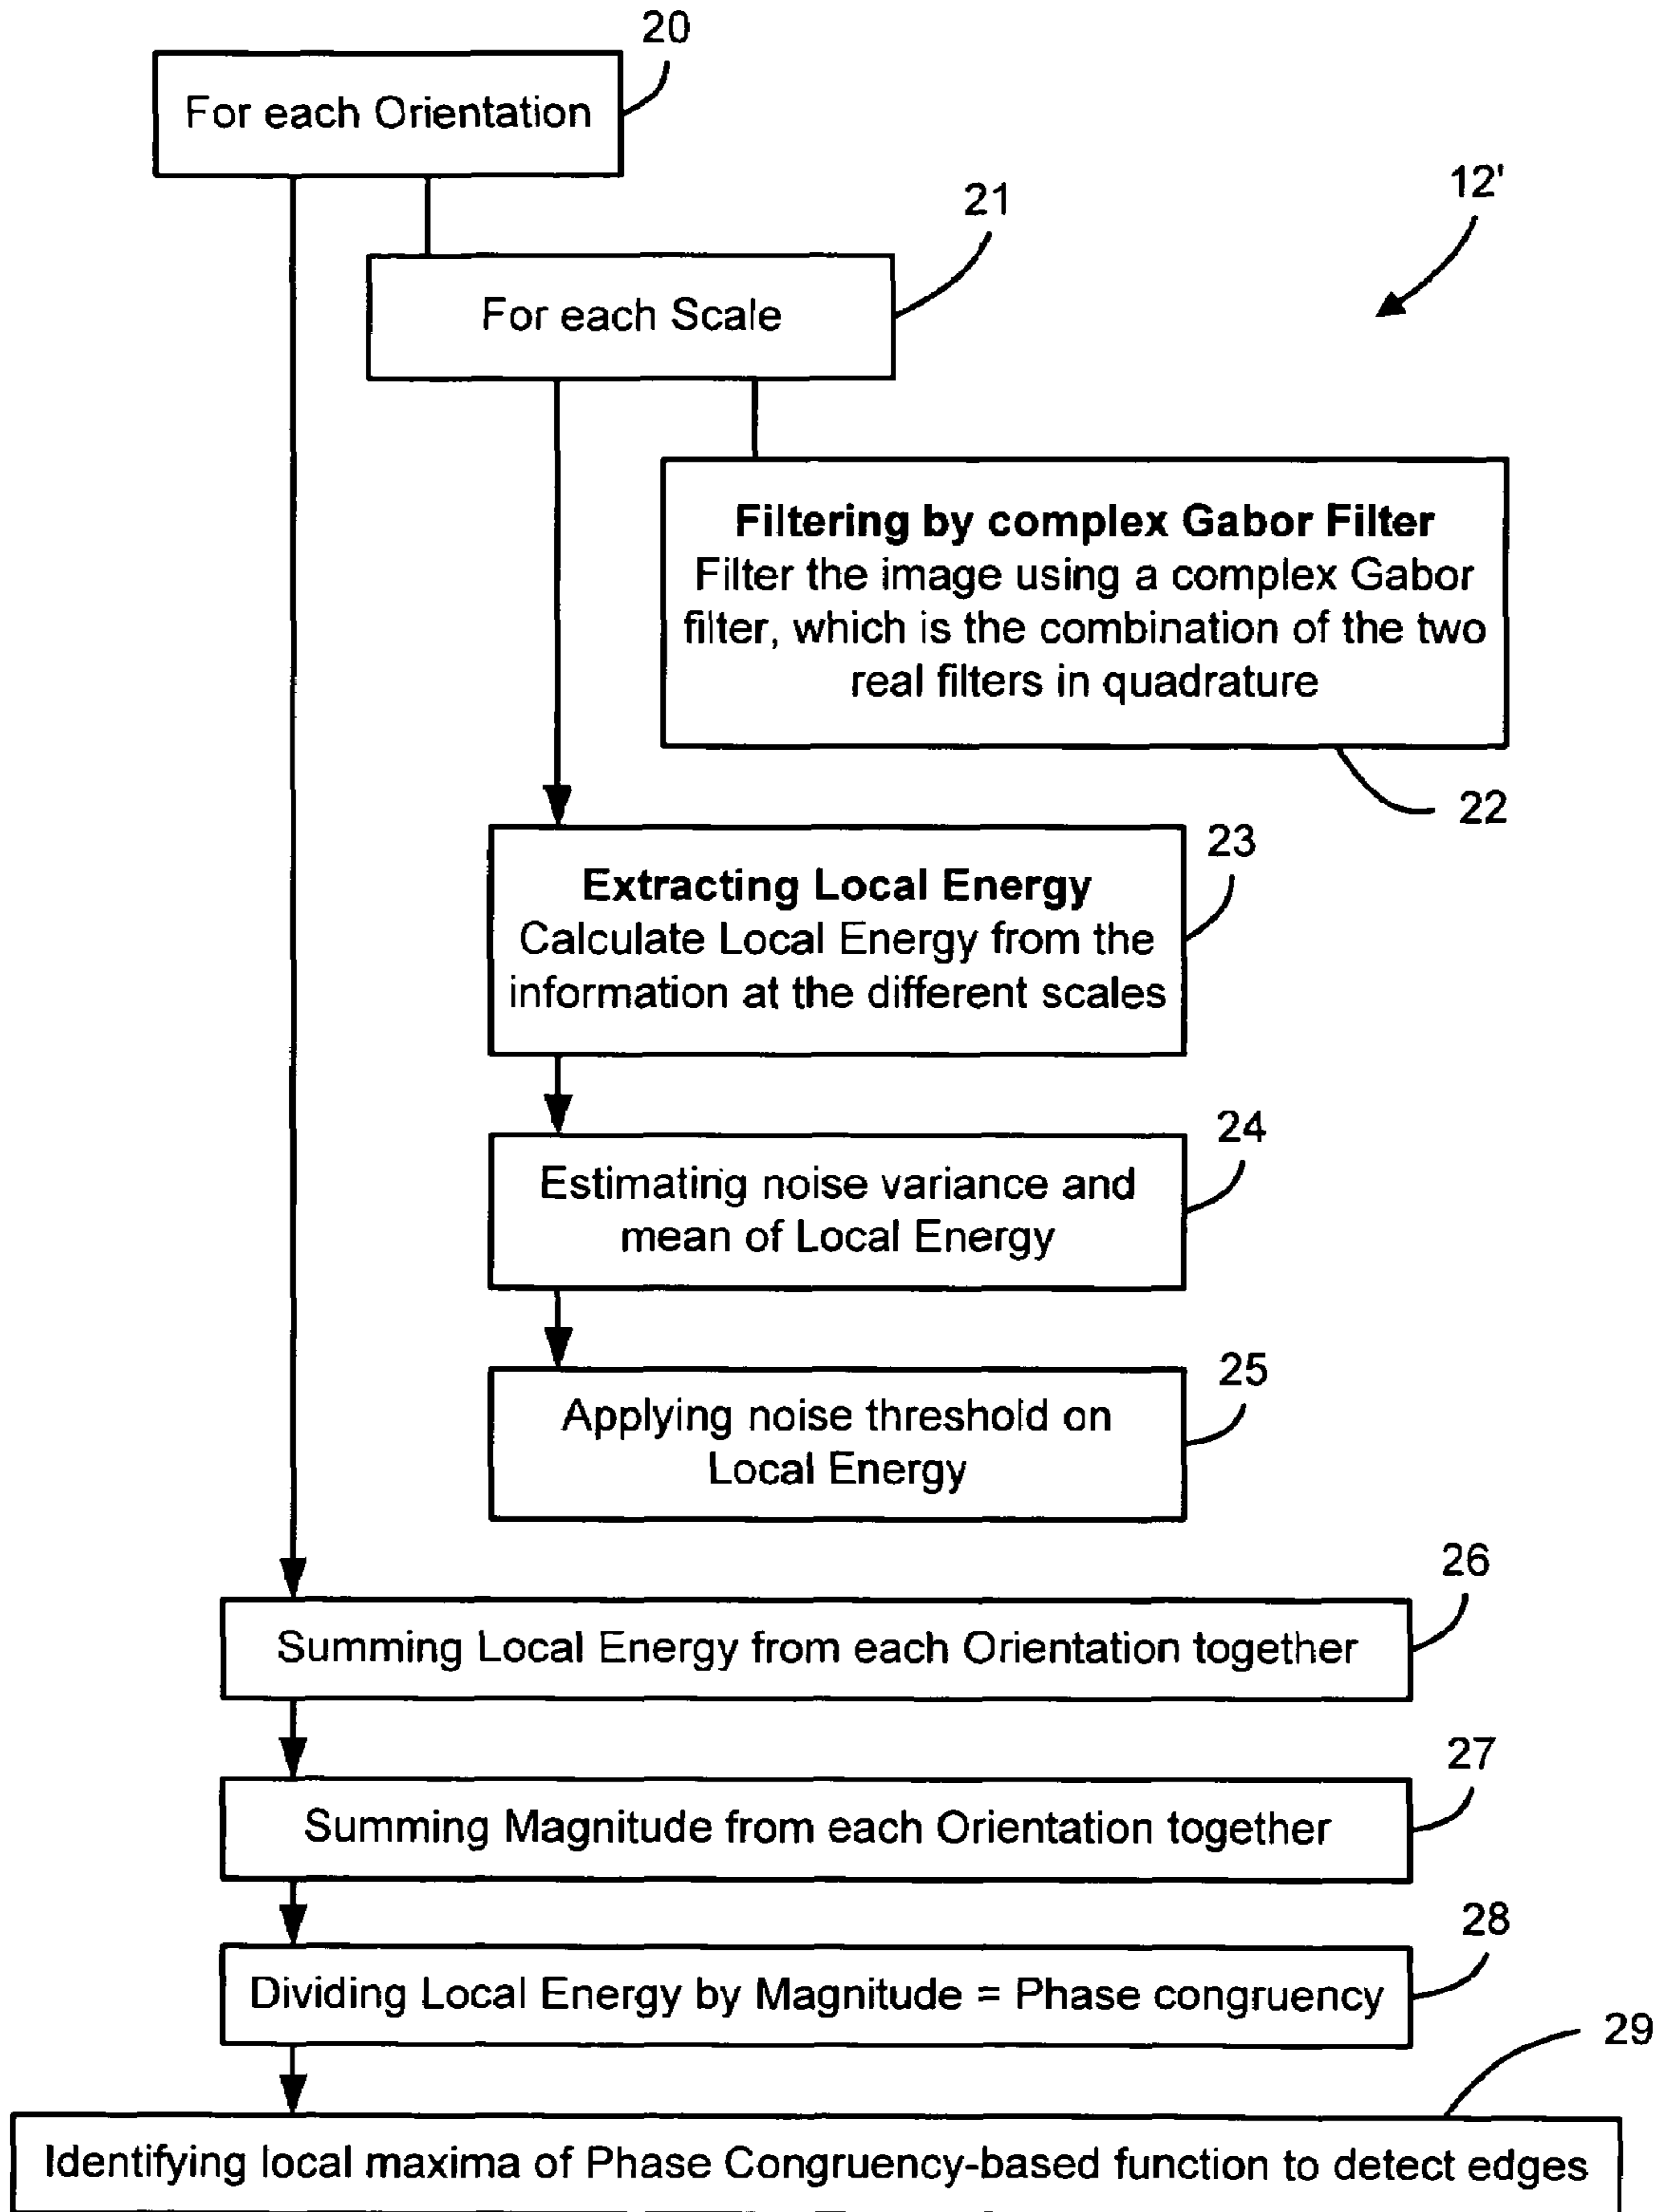 20
For each Orientation
12'
21
For each Scale
Filtering by complex Gabor Filter
Filter the image using a complex Gabor
filter, which is the combination of the two
real filters in quadrature
22
23
Extracting Local Energy
Calculate Local Energy from the
information at the different scales
24
Estimating noise variance and
mean of Local Energy
25
Applying noise threshold on
Local Energy
26
Summing Local Energy from each Orientation together
27
Summing Magnitude from each Orientation together
28
Dividing Local Energy by Magnitude = Phase congruency
29
Identifying local maxima of Phase Congruency-based function to detect edges